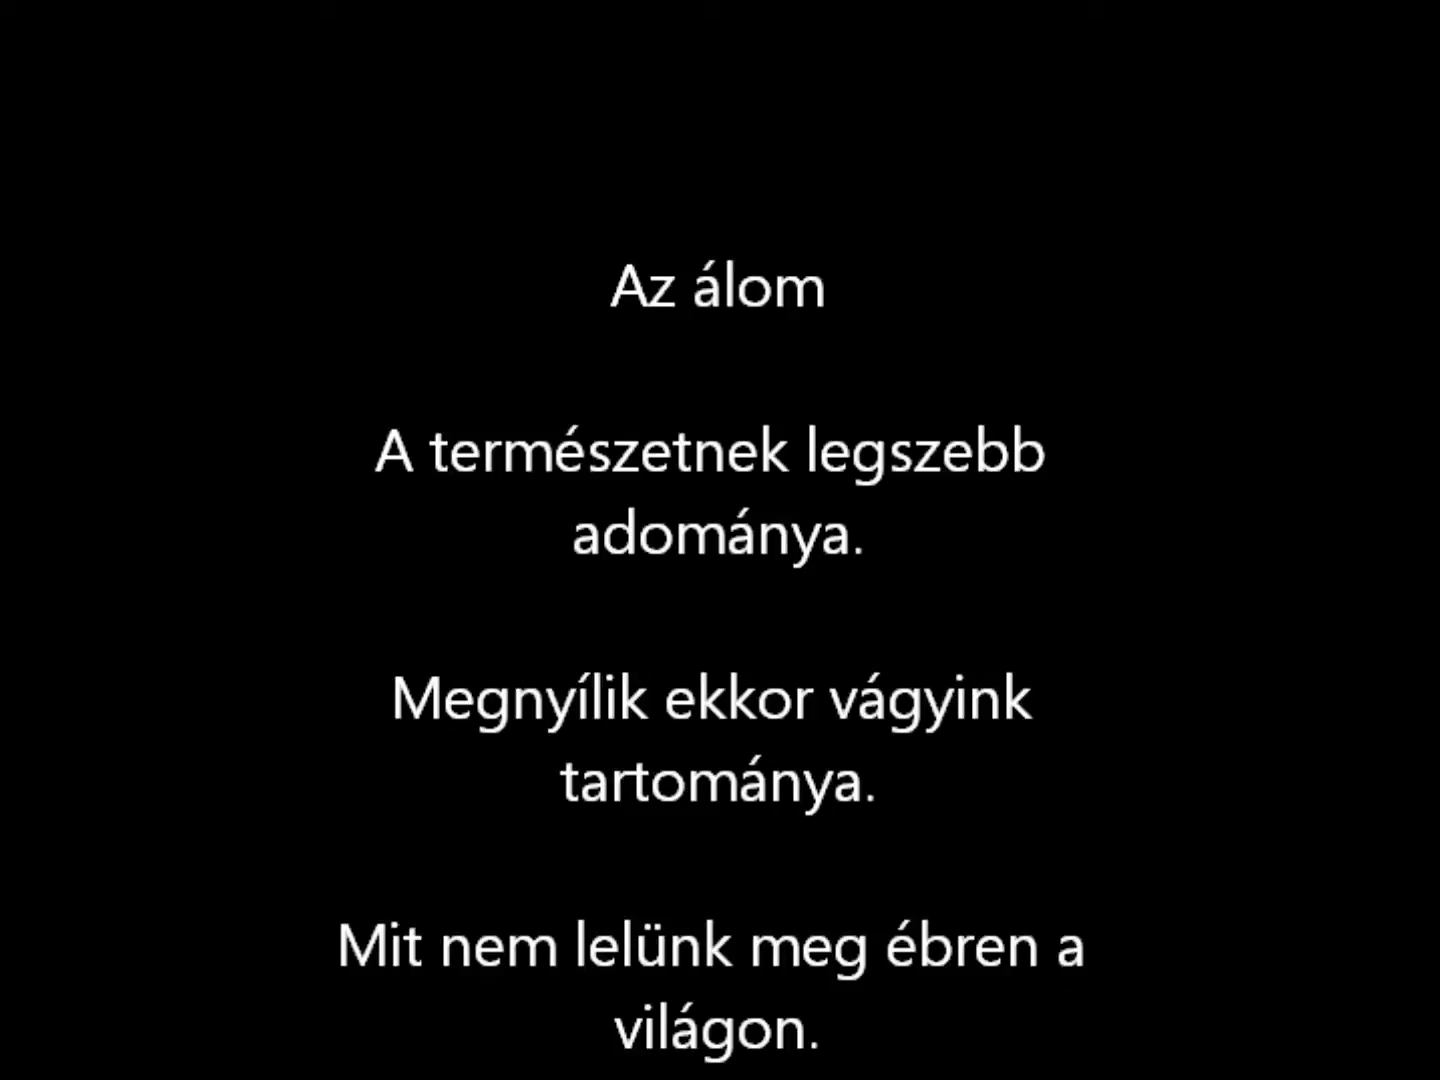 Az álom
A természetnek legszebb
adománya.
Megnyílik ekkor vágyink
tartománya.
Mit nem lelünk meg ébren a
világon.